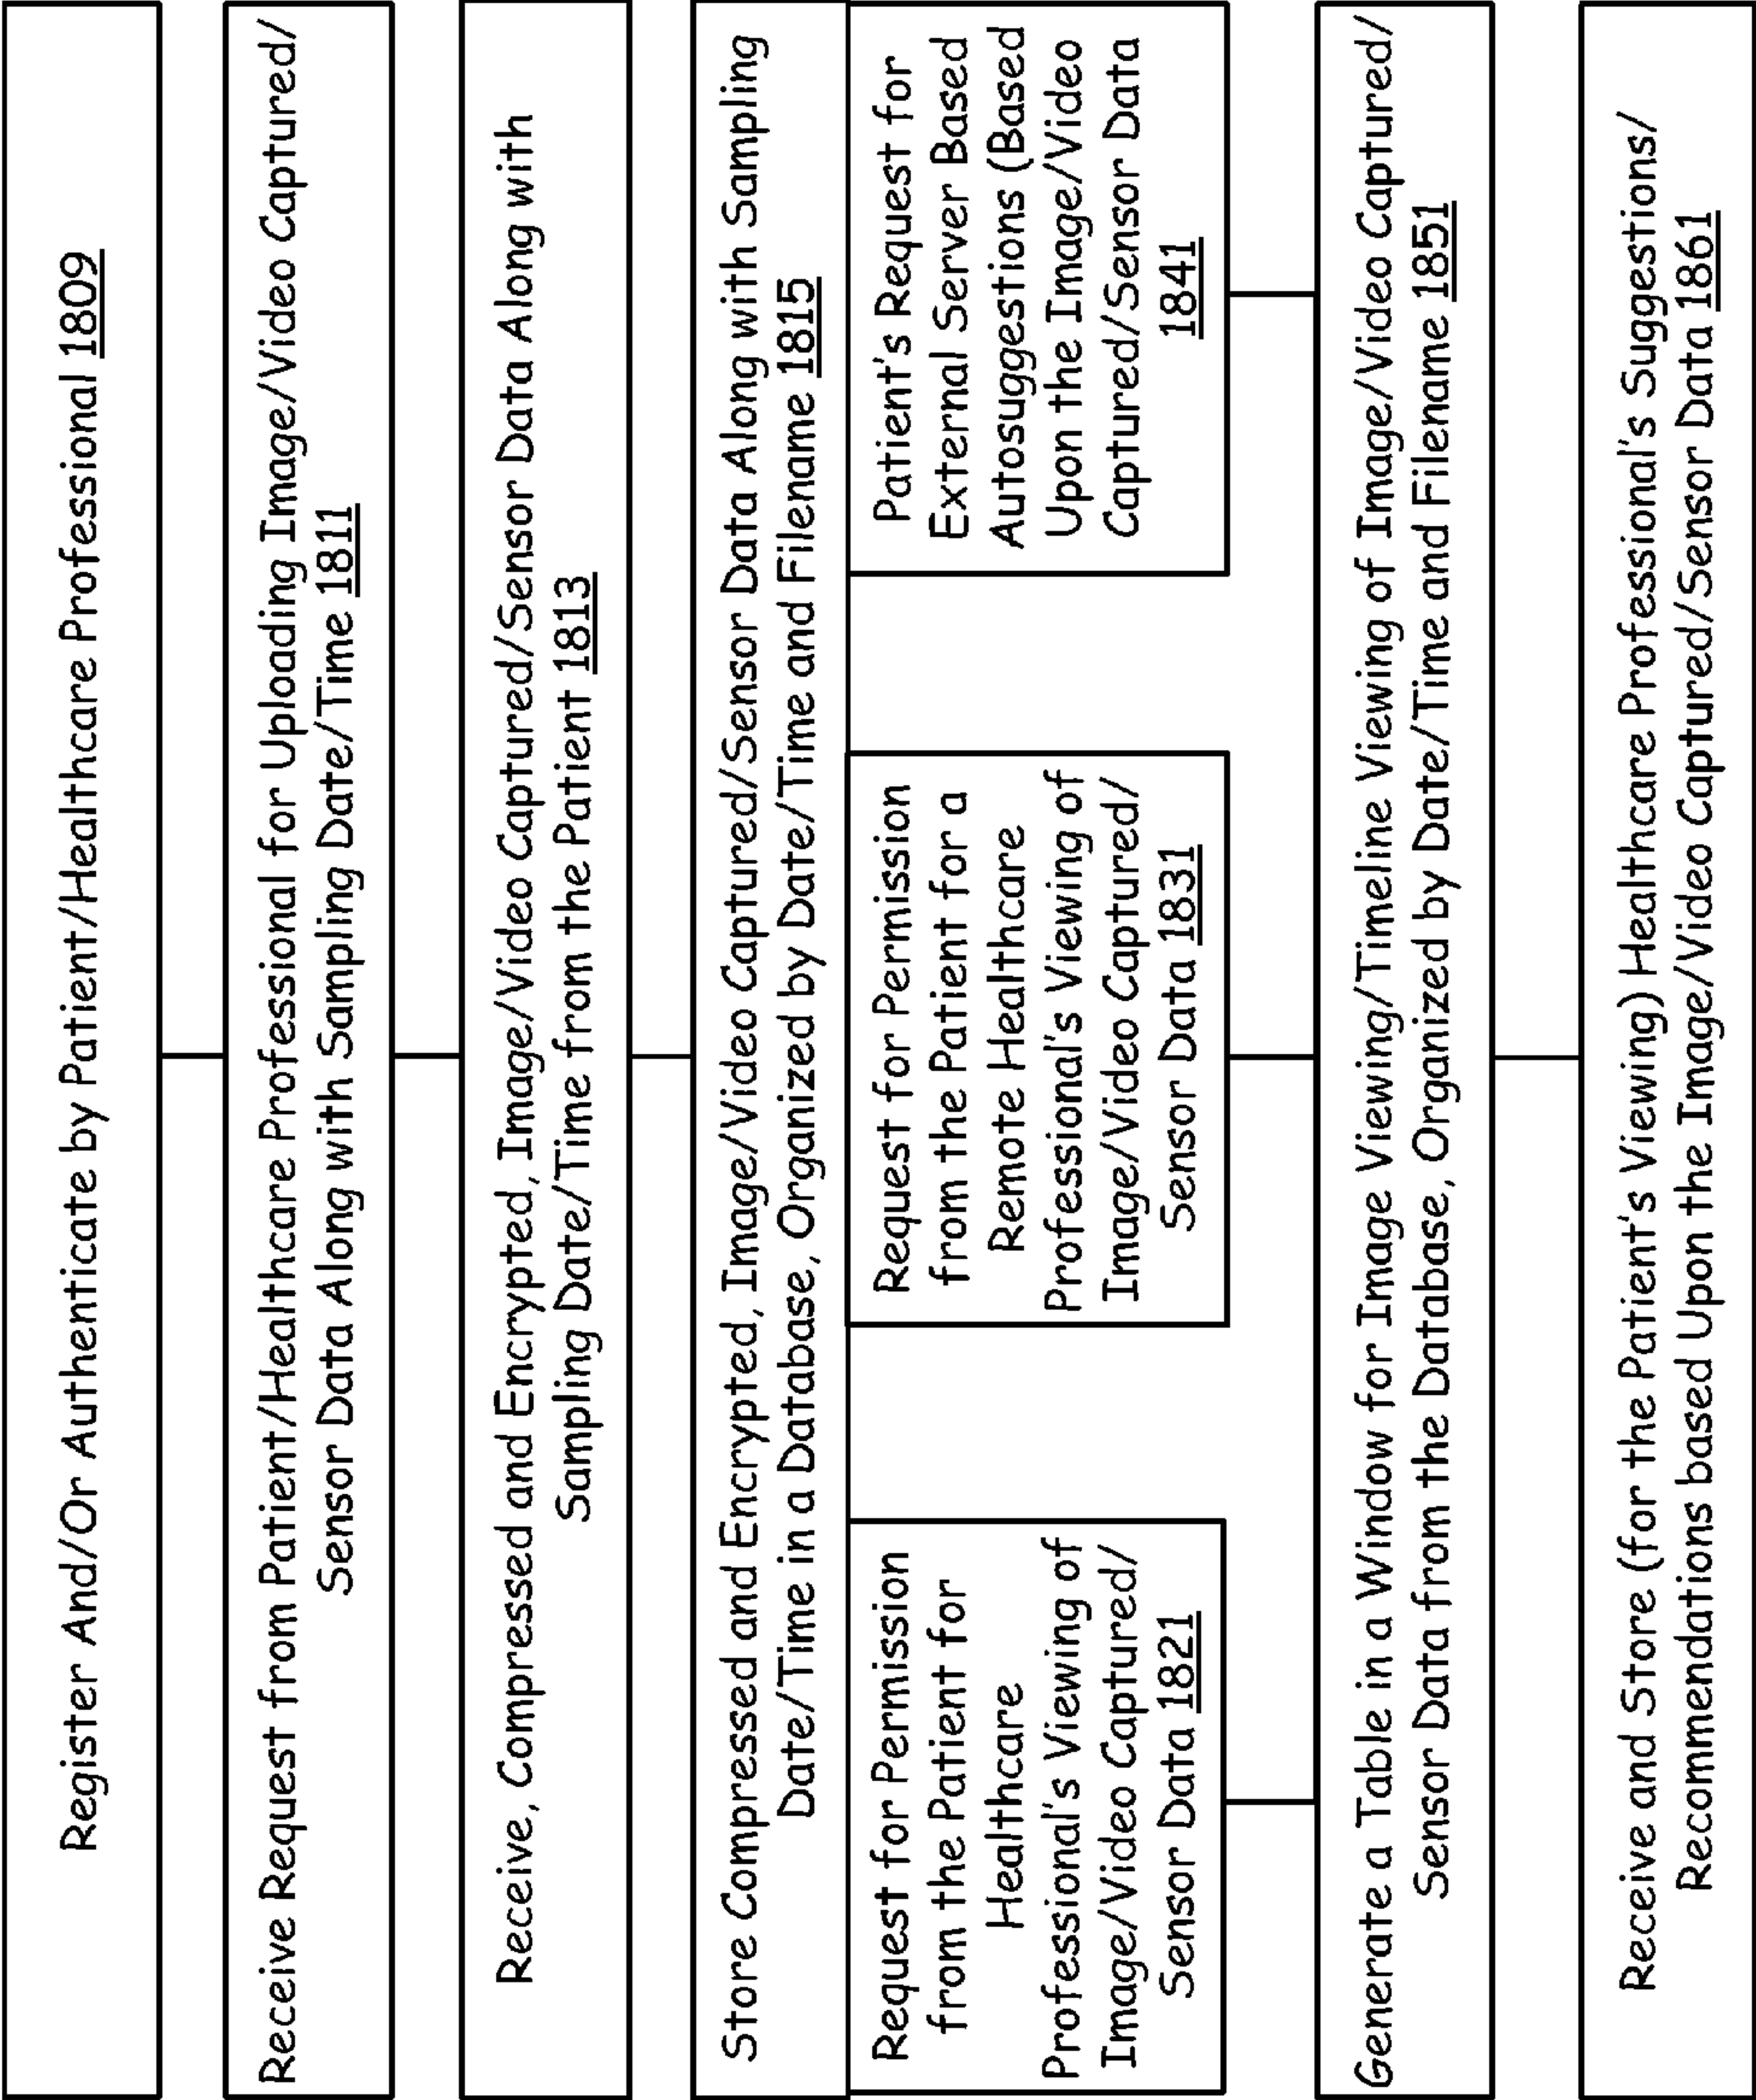 Register And/Or Authenticate by Patient/Healthcare Professional 1809
Receive Request from Patient/Healthcare Professional for Uploading Image/Video Captured/
Sensor Data Along with Sampling Date/Time 1811
Receive, Compressed and Encrypted, Image/Video Captured/Sensor Data Along with
Sampling Date/Time from the Patient 1813
Store Compressed and Encrypted, Image/Video Captured/Sensor Data Along with Sampling
Date/Time in a Database, Organized by Date/Time and Filename 1815
Request for Permission
from the Patient for
Healthcare
Professional's Viewing of
Image/Video Captured/
Sensor Data 1821
Request for Permission
from the Patient for a
Remote Healthcare
Professional's Viewing of
Image/Video Captured/
Sensor Data 1831
Patient's Request for
External Server Based
Autosuggestions (Based
Upon the Image/Video
Captured/Sensor Data
1841
Generate a Table in a Window for Image Viewing/Timeline Viewing of Image/Video Captured/
Sensor Data from the Database, Organized by Date/Time and Filename 1851
Receive and Store (for the Patient's Viewing) Healthcare Professional's Suggestions/
Recommendations based Upon the Image/Video Captured/Sensor Data 1861